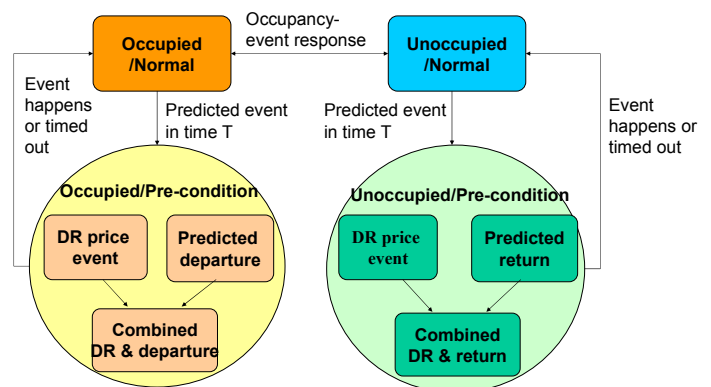 Occupied
/Normal
Occupancy-
event response
Unoccupied
/Normal
Event
happens
or timed
out
Predicted event
in time T
Predicted event
in time T
Event
happens or
timed out
Occupied/Pre-condition
DR price
event
Predicted
departure
Combined
DR & departure
Unoccupied/Pre-condition
DR price
event
Predicted
return
Combined
DR & return